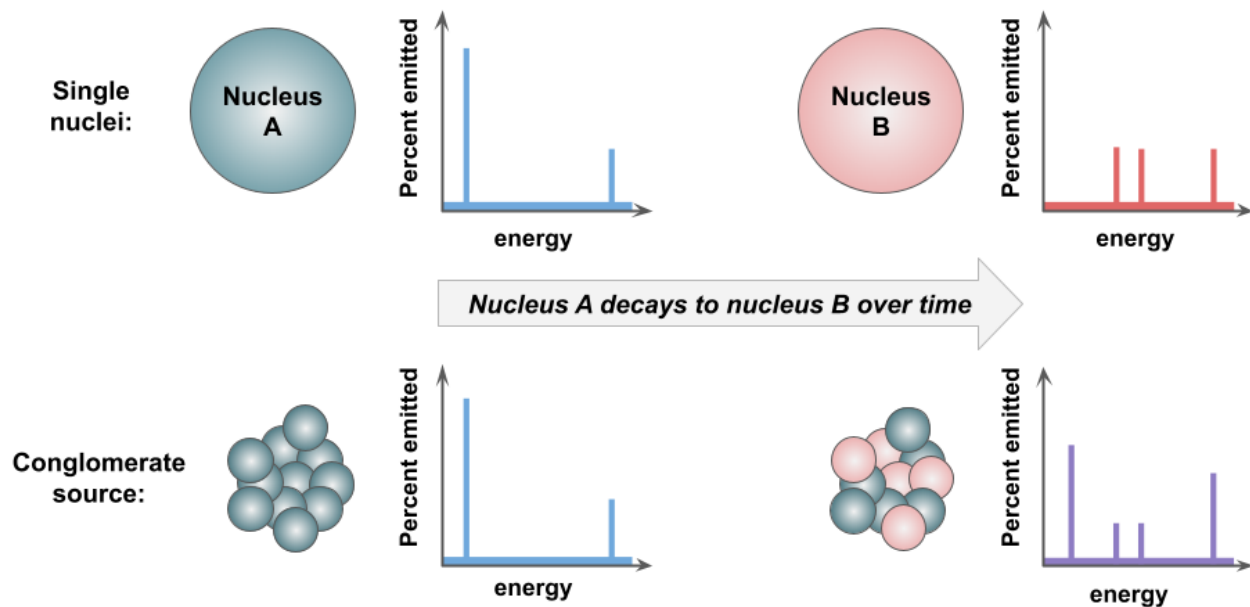 Single
nuclei:
Nucleus
A
Percent emitted
energy
Nucleus
B
Percent emitted
energy
Nucleus A decays to nucleus B over time
Conglomerate
source:
Percent emitted
energy
Percent emitted
energy